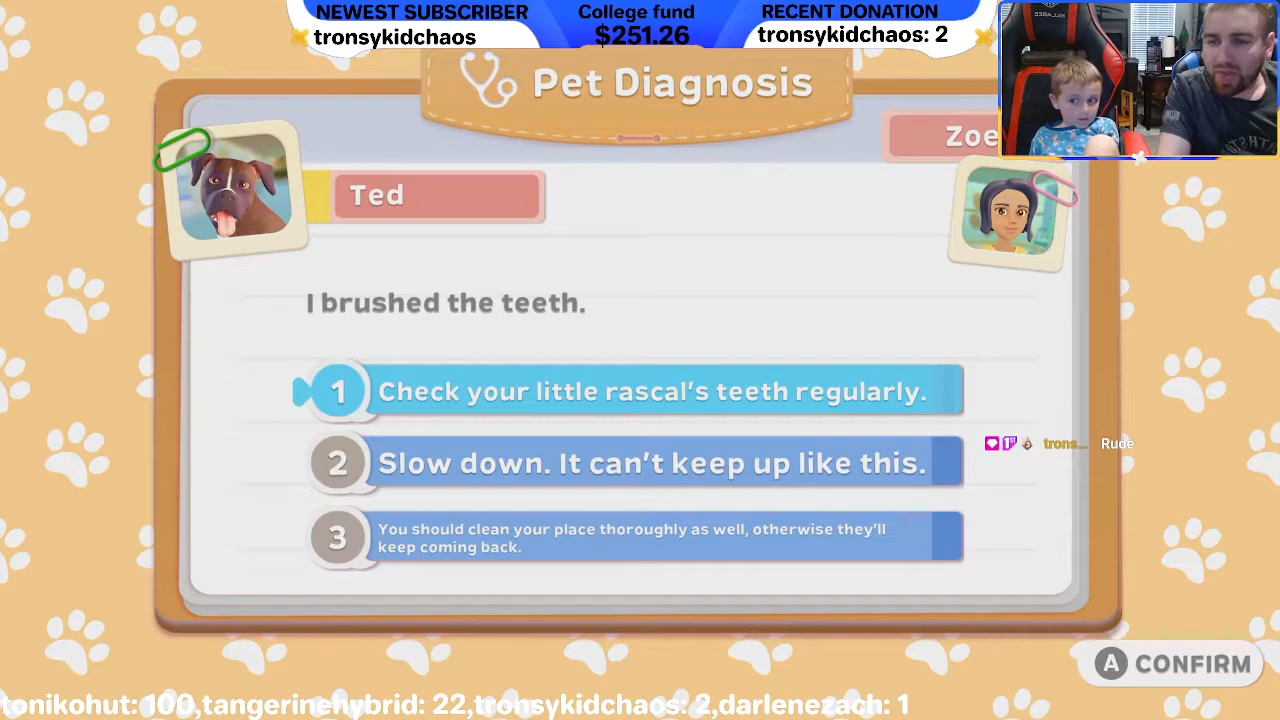 NEWEST SUBSCRIBER
tronsykidchaos
College fund
$251.26
RECENT DONATION
tronsykidchaos: 2
Pet Diagnosis
Zoe
Ted
I brushed the teeth.
1 Check your little rascal's teeth regularly.
2 Slow down. It can't keep up like this.
trons... Rude
3 You should clean your place thoroughly as well, otherwise they'll
keep coming back.
A CONFIRM
tonikohut: 100,tangerinehybrid: 22,tronsykidchaos: 2,darlenezach: 1